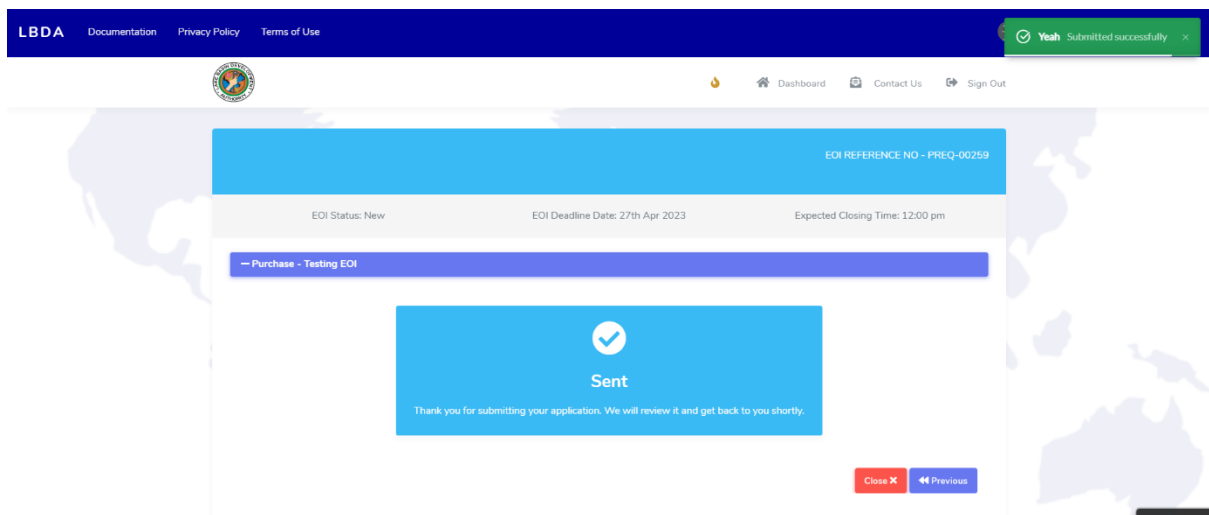 LBDA Documentation Privacy Policy Terms of Use
Yeah Submitted successfully ×
Dashboard Contact Us Sign Out
EOI REFERENCE NO - PREQ-00259
EOI Status: New EOI Deadline Date: 27th Apr 2023 Expected Closing Time: 12:00 pm
— Purchase - Testing EOI
Sent
Thank you for submitting your application. We will review it and get back to you shortly.
Close ✕ Previous